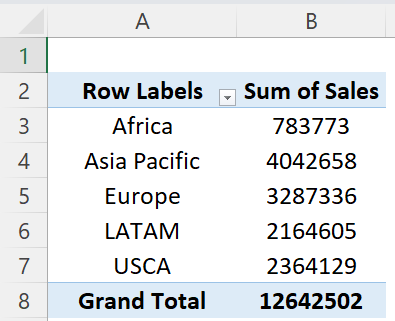 A B
1
2 Row Labels Sum of Sales
3 Africa 783773
4 Asia Pacific 4042658
5 Europe 3287336
6 LATAM 2164605
7 USCA 2364129
8 Grand Total 12642502